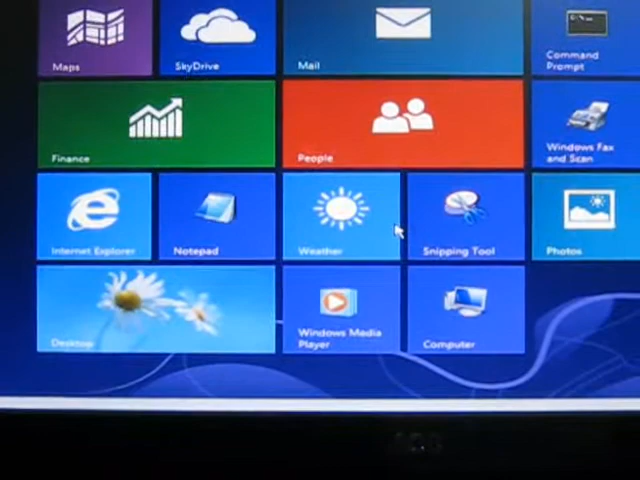 Maps
SkyDrive
Mail
Command
Prompt
Finance
People
Windows Fax
and Scan
Internet Explorer
Notepad
Weather
Snipping Tool
Photos
Desktop
Windows Media
Player
Computer